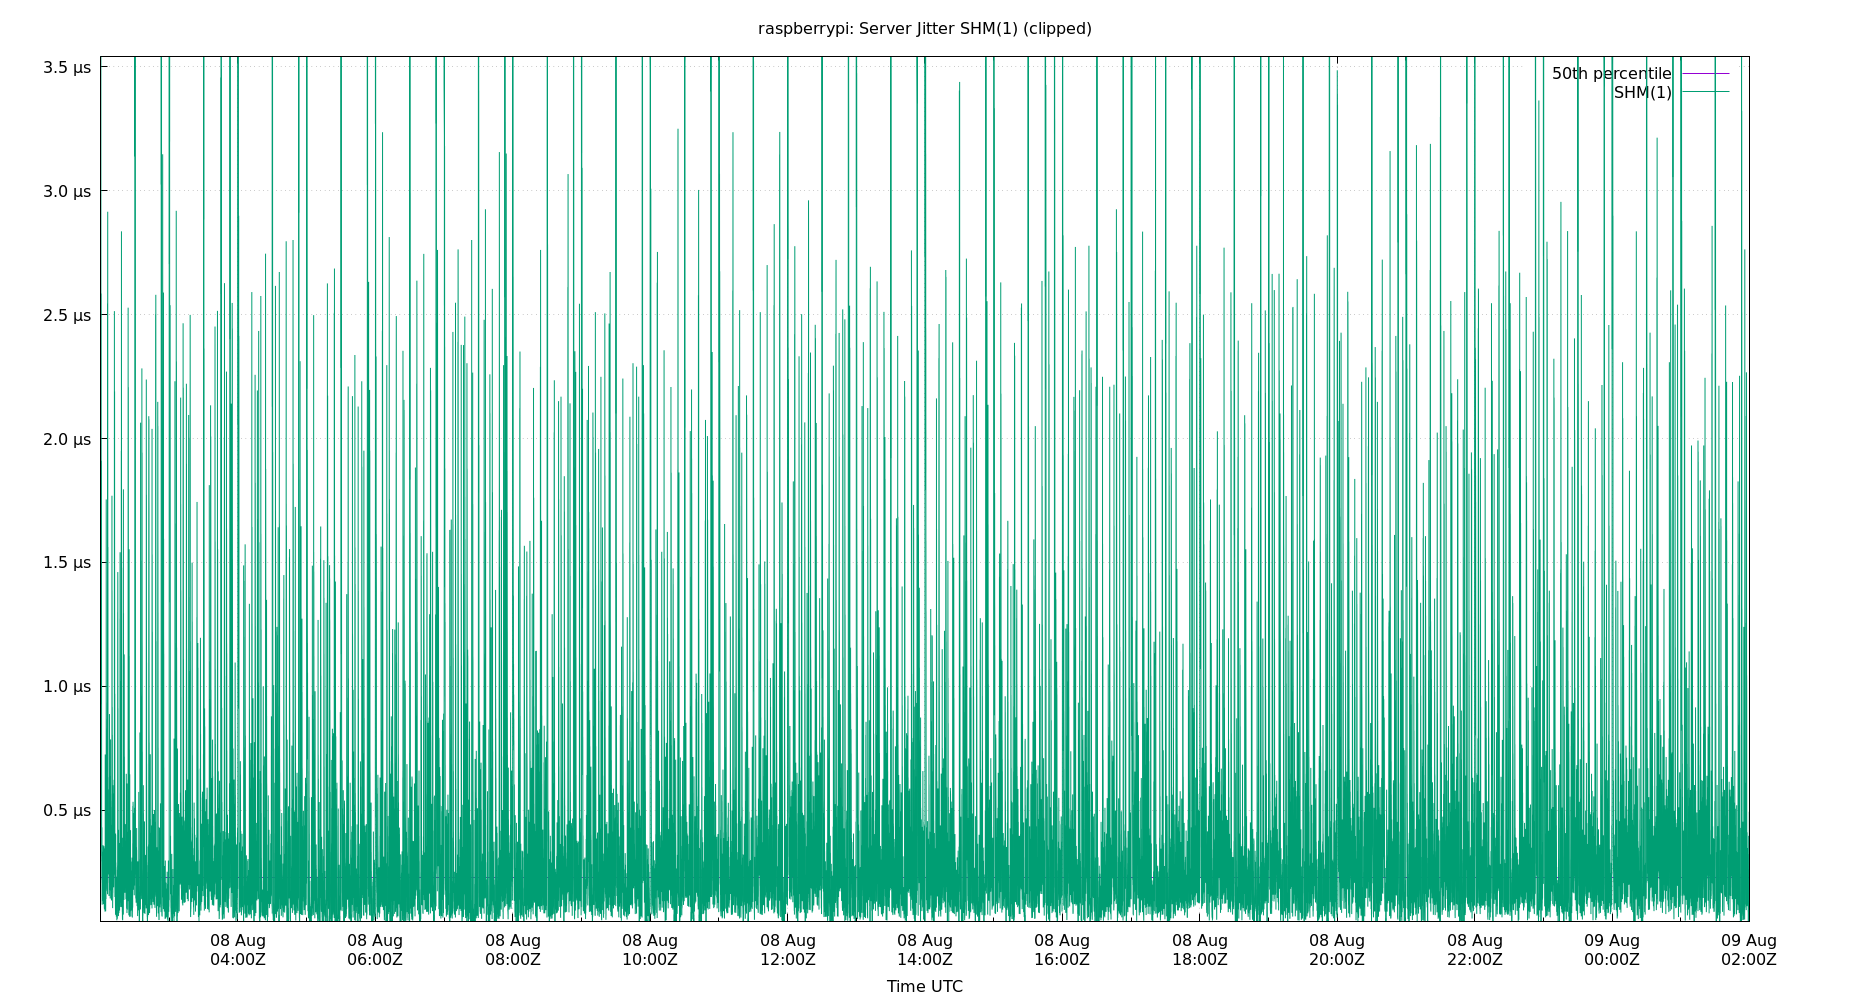 raspberrypi: Server Jitter SHM(1) (clipped)
3.5 µs
3.0 µs
2.5 µs
2.0 µs
1.5 µs
1.0 µs
0.5 µs
50th percentile
SHM(1)
08 Aug 08 Aug 08 Aug 08 Aug 08 Aug 08 Aug 08 Aug 08 Aug 08 Aug 08 Aug 09 Aug 09 Aug
04:00Z 06:00Z 08:00Z 10:00Z 12:00Z 14:00Z 16:00Z 18:00Z 20:00Z 22:00Z 00:00Z 02:00Z
Time UTC